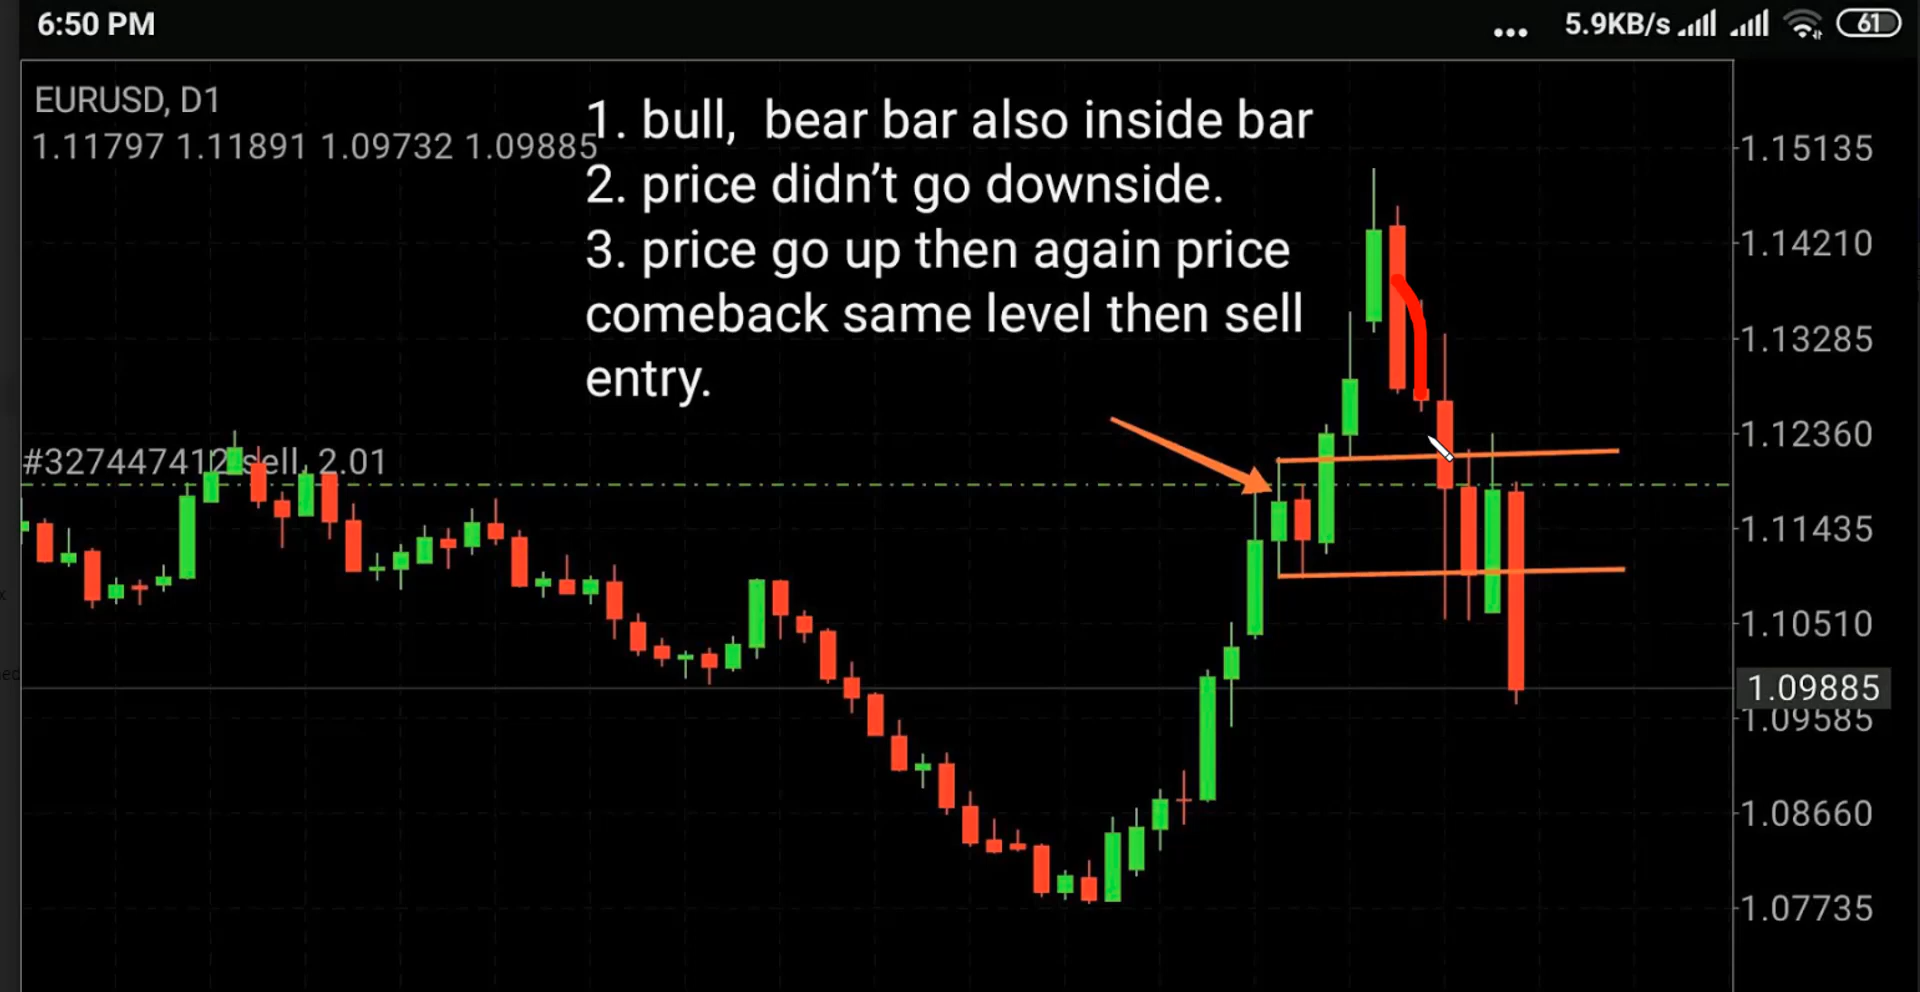 6:50 PM
... 5.9KB/s 61
EURUSD, D1
1.11797 1.11891 1.09732 1.09885
1. bull,  bear bar also inside bar
2. price didn’t go downside.
3. price go up then again price
comeback same level then sell
entry.
#327447412 sell, 2.01
1.15135
1.14210
1.13285
1.12360
1.11435
1.10510
1.09885
1.09585
1.08660
1.07735